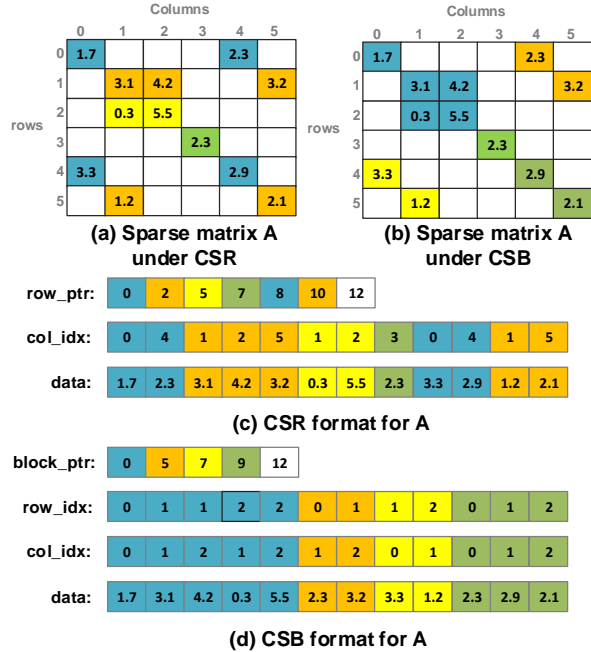 Columns
0 1 2 3 4 5
0 1.7 2.3
1 3.1 4.2 3.2
2 0.3 5.5
rows
3 2.3
4 3.3 2.9
5 1.2 2.1
(a) Sparse matrix A
under CSR
Columns
0 1 2 3 4 5
0 1.7 2.3
1 3.1 4.2 3.2
2 0.3 5.5
rows
3 2.3
4 3.3 2.9
5 1.2 2.1
(b) Sparse matrix A
under CSB
row_ptr: 0 2 5 7 8 10 12
col_idx: 0 4 1 2 5 1 2 3 0 4 1 5
data: 1.7 2.3 3.1 4.2 3.2 0.3 5.5 2.3 3.3 2.9 1.2 2.1
(c) CSR format for A
block_ptr: 0 5 7 9 12
row_idx: 0 1 1 2 2 0 1 1 2 0 1 2
col_idx: 0 1 2 1 2 1 2 0 1 0 1 2
data: 1.7 3.1 4.2 0.3 5.5 2.3 3.2 3.3 1.2 2.3 2.9 2.1
(d) CSB format for A